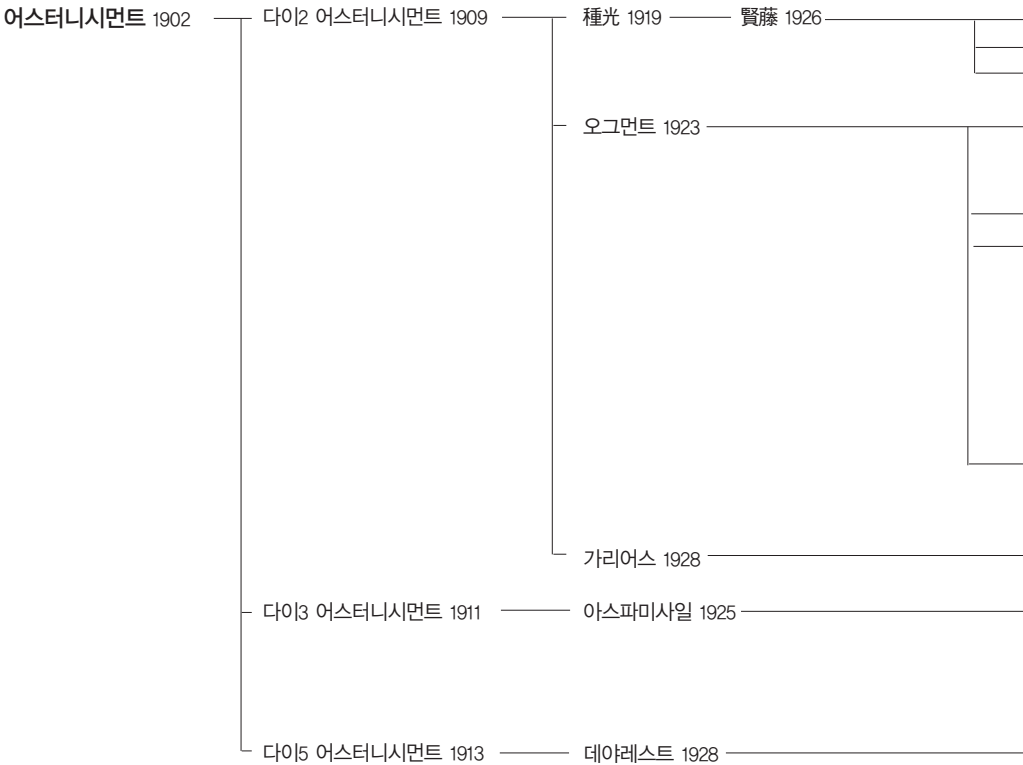 어스터니시먼트 1902 다이2 어스터니시먼트 1909 種光 1919 賢藤 1926
오그먼트 1923
가리어스 1928
다이3 어스터니시먼트 1911 아스파미사일 1925
다이5 어스터니시먼트 1913 데야레스트 1928